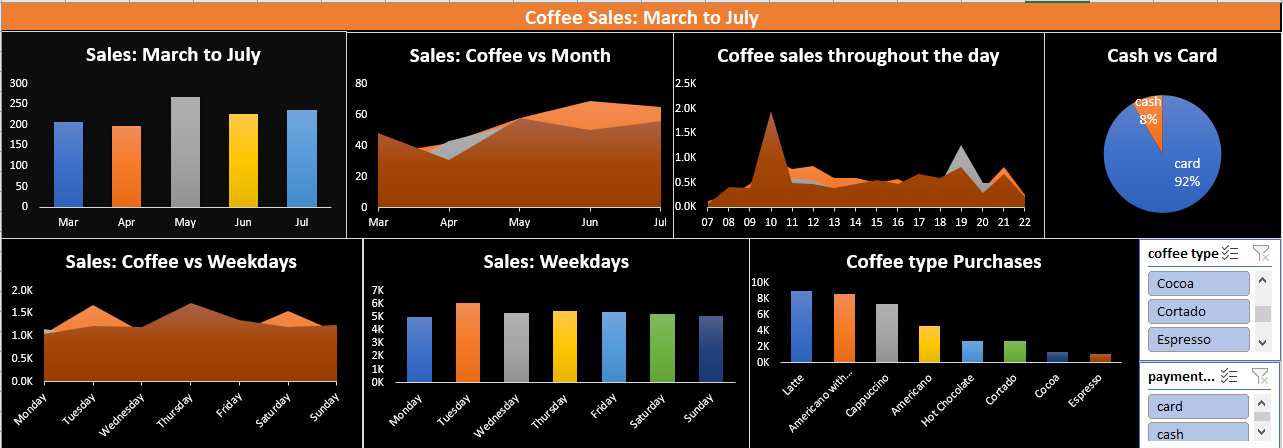 Coffee Sales: March to July
Sales: March to July
300
250
200
150
100
50
0
Mar Apr May Jun Jul
Sales: Coffee vs Month
80
60
40
20
0
Mar Apr May Jun Jul
Coffee sales throughout the day
2.5K
2.0K
1.5K
1.0K
0.5K
0.0K
07 08 09 10 11 12 13 14 15 16 17 18 19 20 21 22
Cash vs Card
cash
8%
card
92%
Sales: Coffee vs Weekdays
2.0K
1.5K
1.0K
0.5K
0.0K
Monday Tuesday Wednesday Thursday Friday Saturday Sunday
Sales: Weekdays
7K
6K
5K
4K
3K
2K
1K
0K
Monday Tuesday Wednesday Thursday Friday Saturday Sunday
Coffee type Purchases
10K
8K
6K
4K
2K
0K
Latte Americano with... Cappuccino Americano Hot Chocolate Cortado Cocoa Espresso
coffee type
Cocoa
Cortado
Espresso
payment...
card
cash